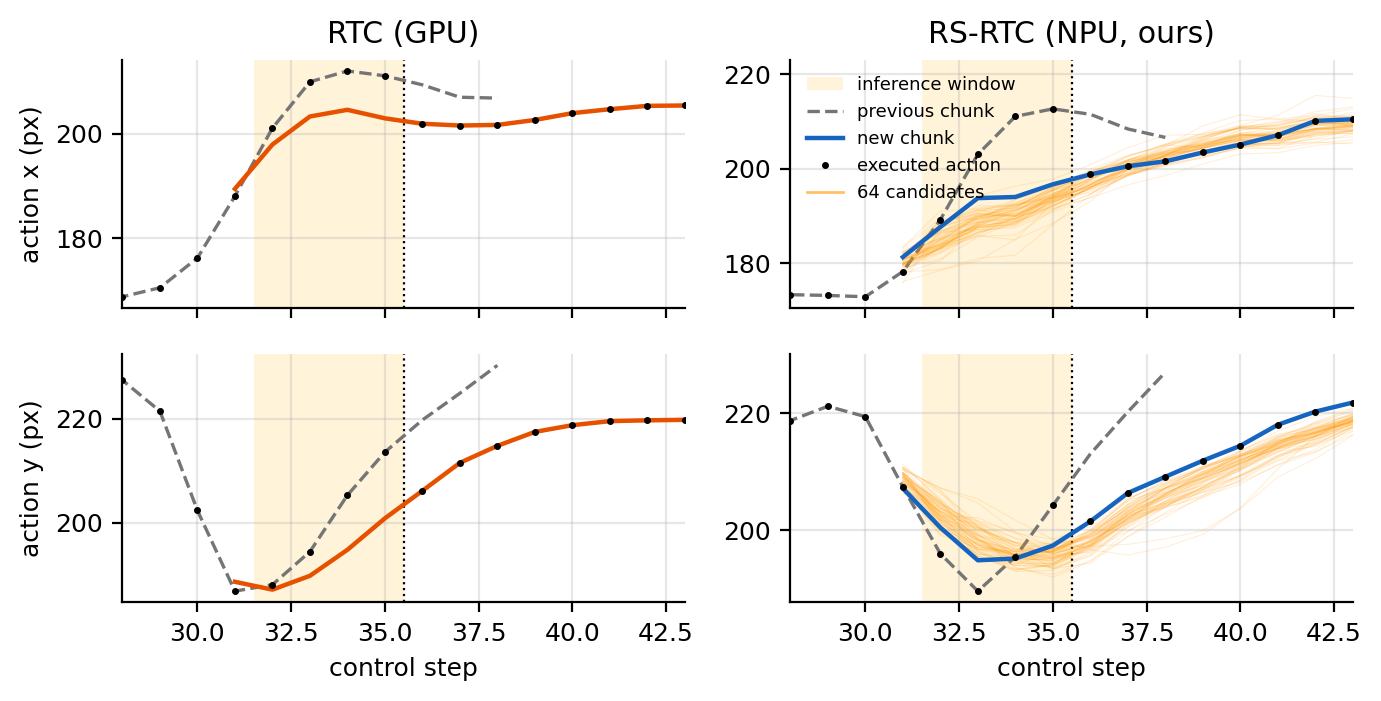 RTC (GPU)
RS-RTC (NPU, ours)
action x (px)
200
180
220
200
180
inference window
previous chunk
new chunk
executed action
64 candidates
action y (px)
220
200
220
200
30.0 32.5 35.0 37.5 40.0 42.5
30.0 32.5 35.0 37.5 40.0 42.5
control step
control step